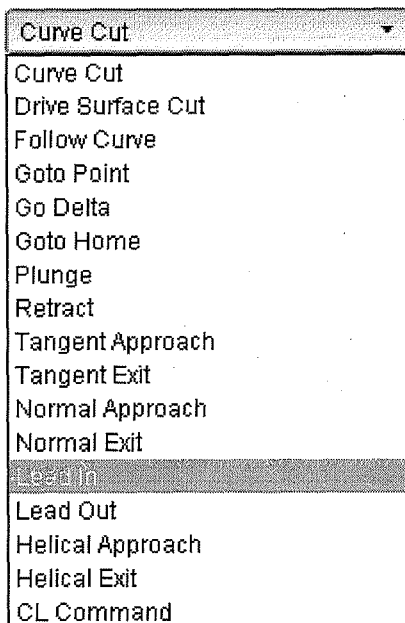 Curve Cut
Curve Cut
Drive Surface Cut
Follow Curve
Goto Point
Go Delta
Goto Home
Plunge
Retract
Tangent Approach
Tangent Exit
Normal Approach
Normal Exit
Lead In
Lead Out
Helical Approach
Helical Exit
CL Command